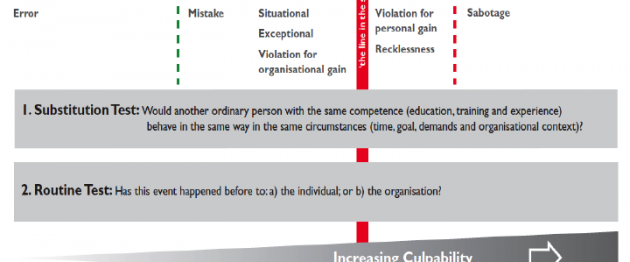 Error
Mistake
Situational
Exceptional
Violation for
organisational gain
'the line in the s
Violation for
personal gain
Recklessness
Sabotage
1. Substitution Test: Would another ordinary person with the same competence (education, training and experience)
behave in the same way in the same circumstances (time, goal, demands and organisational context)?
2. Routine Test: Has this event happened before to: a) the individual; or b) the organisation?
Increasing Culpability